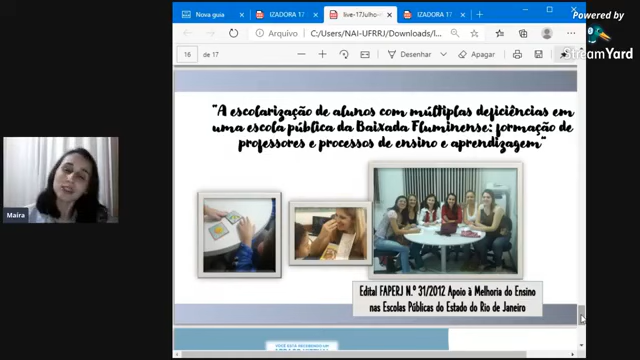 Powered by
StreamYard
Nova guia
IZADORA 17
live-17Julho-
IZADORA 17
Arquivo
C:/Users/NAI-UFRRJ/Downloads/l...
16
de 17
Desenhar
Apagar
"A escolarização de alunos com múltiplas deficiências em
uma escola pública da Baixada Fluminense: formação de
professores e processos de ensino e aprendizagem"
Maíra
Edital FAPERJ N.º 31/2012 Apoio à Melhoria do Ensino
nas Escolas Públicas do Estado do Rio de Janeiro